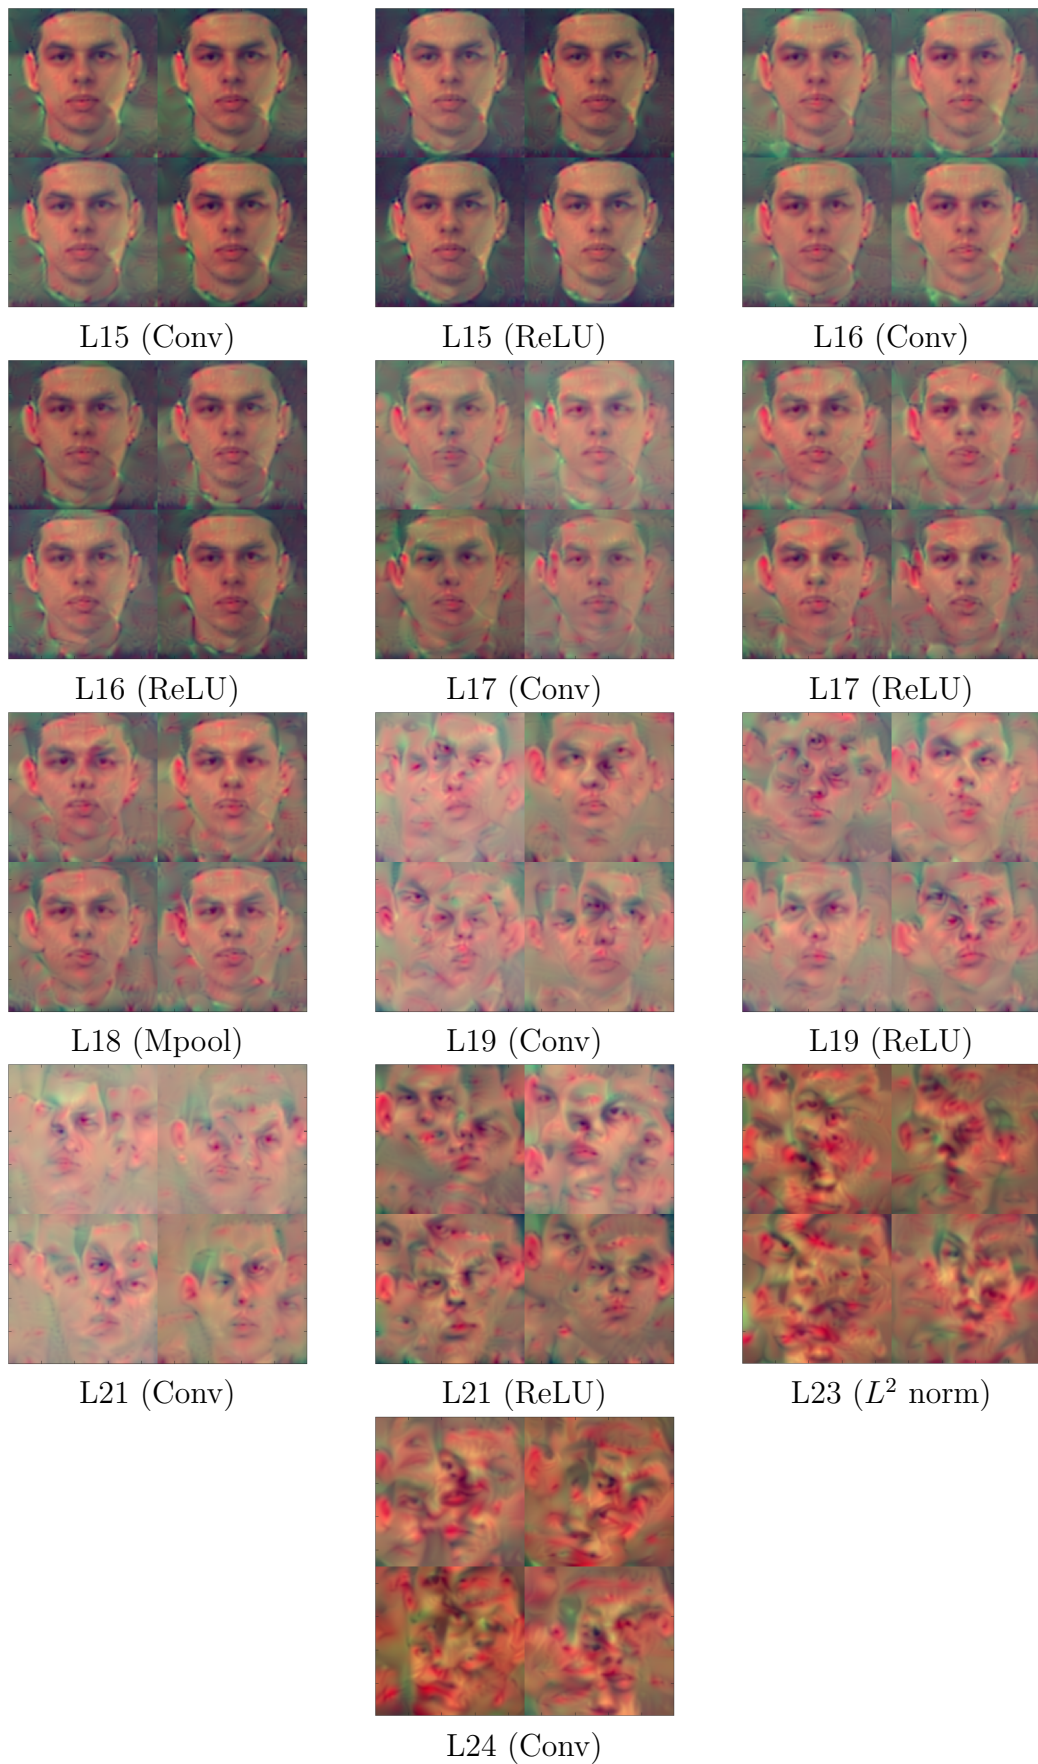 L15 (Conv) L15 (ReLU) L16 (Conv)
L16 (ReLU) L17 (Conv) L17 (ReLU)
L18 (Mpool) L19 (Conv) L19 (ReLU)
L21 (Conv) L21 (ReLU) L23 (L² norm)
L24 (Conv)